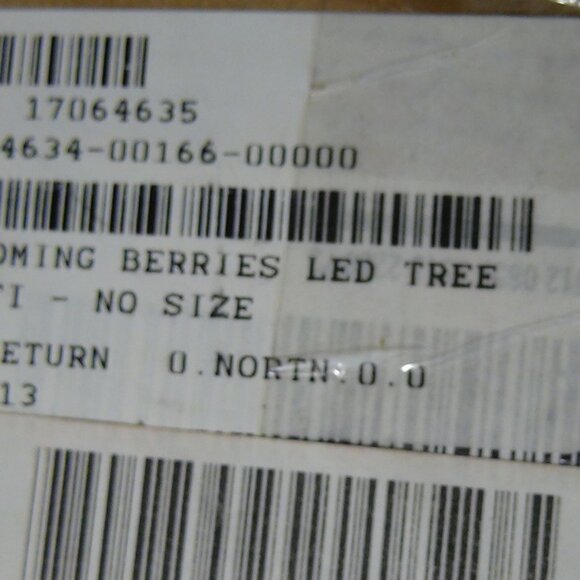 17064635
4634-00166-00000
OMING BERRIES LED TREE
TI - NO SIZE
ETURN 0.NORTN.0.0
13